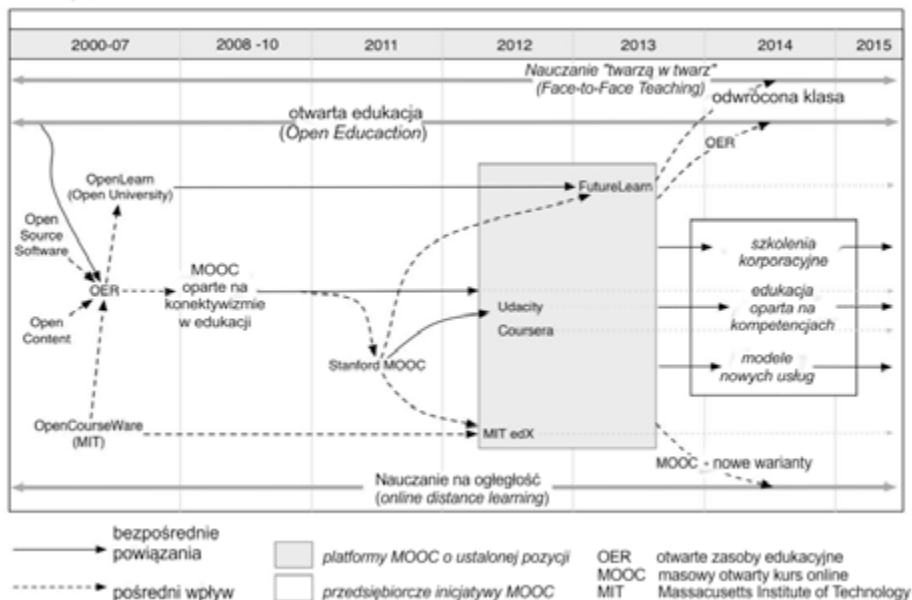 2000-07 2008 -10 2011 2012 2013 2014 2015
Nauczanie "twarzą w twarz"
(Face-to-Face Teaching)
odwrócona klasa
otwarta edukacja
(Open Educaction)
OER
OpenLearn
(Open University)
FutureLearn
Open
Source
Software
szkolenia
korporacyjne
MOOC
oparte na
konektywizmie
w edukacji
OER
edukacja
oparta na
kompetencjach
Udacity
Open
Content
Coursera
Stanford MOOC
modele
nowych usług
OpenCourseWare
(MIT)
MIT edX
MOOC - nowe warianty
Nauczanie na ogległość
(online distance learning)
bezpośrednie
powiązania
pośredni wpływ
platformy MOOC o ustalonej pozycji
przedsiębiorcze inicjatywy MOOC
OER otwarte zasoby edukacyjne
MOOC masowy otwarty kurs online
MIT Massacusetts Institute of Technology